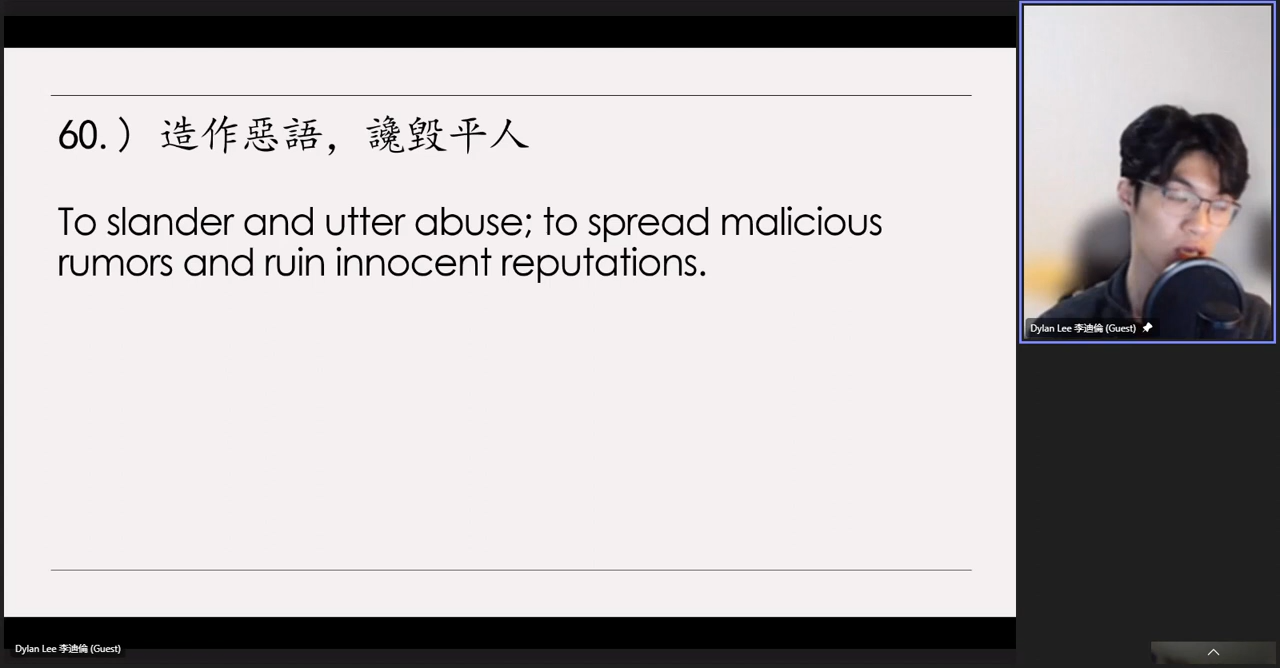 60.）造作惡語，讒毀平人
To slander and utter abuse; to spread malicious
rumors and ruin innocent reputations.
Dylan Lee 李迪倫 (Guest)
Dylan Lee 李迪倫 (Guest)